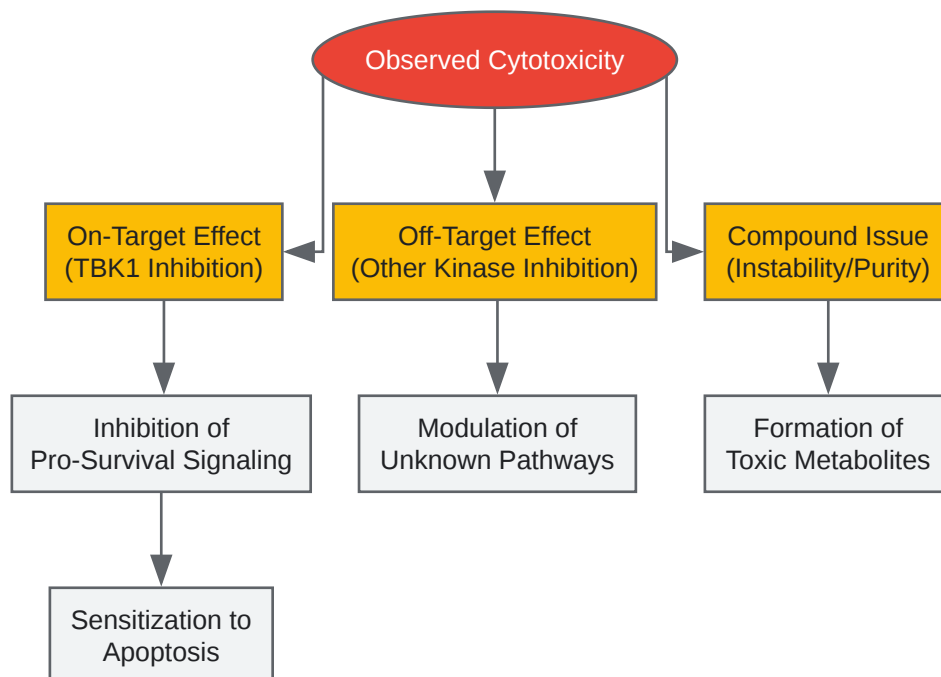 Observed Cytotoxicity
On-Target Effect
(TBK1 Inhibition)
Off-Target Effect
(Other Kinase Inhibition)
Compound Issue
(Instability/Purity)
Inhibition of
Pro-Survival Signaling
Modulation of
Unknown Pathways
Formation of
Toxic Metabolites
Sensitization to
Apoptosis